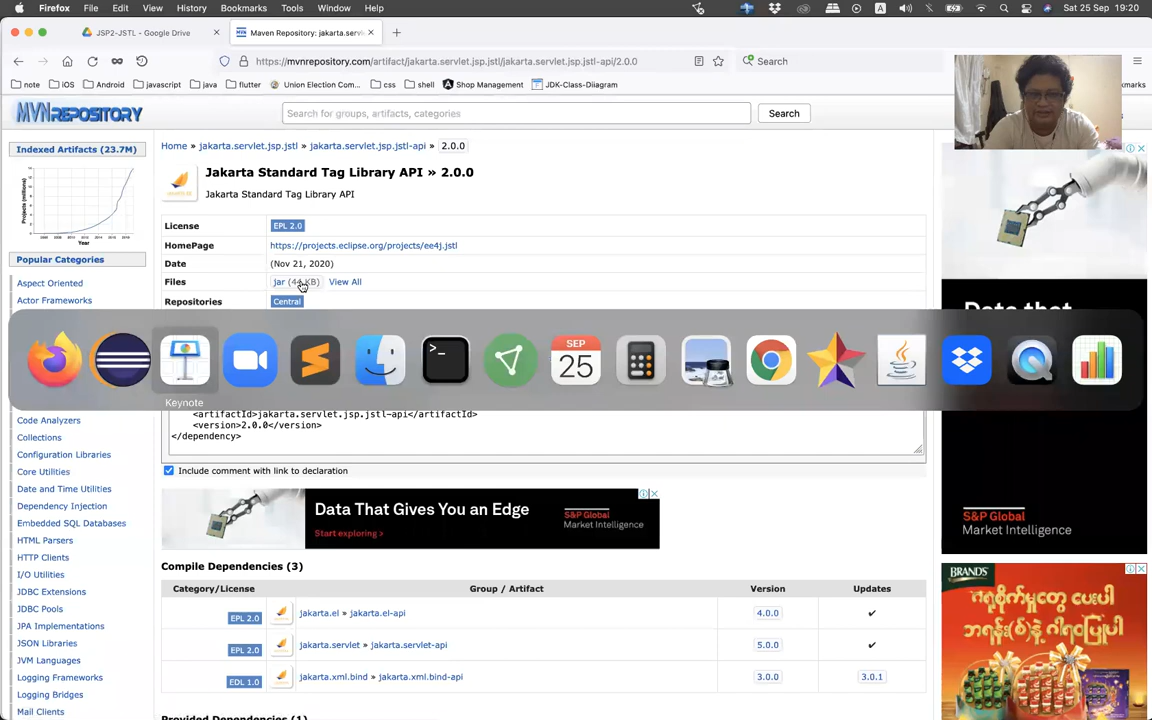 Firefox File Edit View History Bookmarks Tools Window Help A Sat 25 Sep 19:20
JSP2-JSTL - Google Drive Maven Repository: jakarta.serv
https://mvnrepository.com/artifact/jakarta.servlet.jsp.jstl/jakarta.servlet.jsp.jstl-api/2.0.0 Search
note iOS Android javascript java flutter Union Election Com... css shell Shop Management JDK-Class-Diagram kmarks
MVNREPOSITORY Search for groups, artifacts, categories Search
Indexed Artifacts (23.7M)
Projects (millions)
Year
Popular Categories
Aspect Oriented
Actor Frameworks
Code Analyzers
Collections
Configuration Libraries
Core Utilities
Date and Time Utilities
Dependency Injection
Embedded SQL Databases
HTML Parsers
HTTP Clients
I/O Utilities
JDBC Extensions
JDBC Pools
JPA Implementations
JSON Libraries
JVM Languages
Logging Frameworks
Logging Bridges
Mail Clients
Home » jakarta.servlet.jsp.jstl » jakarta.servlet.jsp.jstl-api » 2.0.0
Jakarta Standard Tag Library API » 2.0.0
Jakarta Standard Tag Library API
License EPL 2.0
HomePage https://projects.eclipse.org/projects/ee4j.jstl
Date (Nov 21, 2020)
Files jar (44 KB) View All
Repositories Central
SEP
25
Keynote
<artifactId>jakarta.servlet.jsp.jstl-api</artifactId>
<version>2.0.0</version>
</dependency>
Include comment with link to declaration
Data That Gives You an Edge
Start exploring >
S&P Global
Market Intelligence
Compile Dependencies (3)
Category/License Group / Artifact Version Updates
EPL 2.0 jakarta.el » jakarta.el-api 4.0.0 ✔
EPL 2.0 jakarta.servlet » jakarta.servlet-api 5.0.0 ✔
EDL 1.0 jakarta.xml.bind » jakarta.xml.bind-api 3.0.0 3.0.1
Provided Dependencies (1)
S&P Global
Market Intelligence
BRANDS